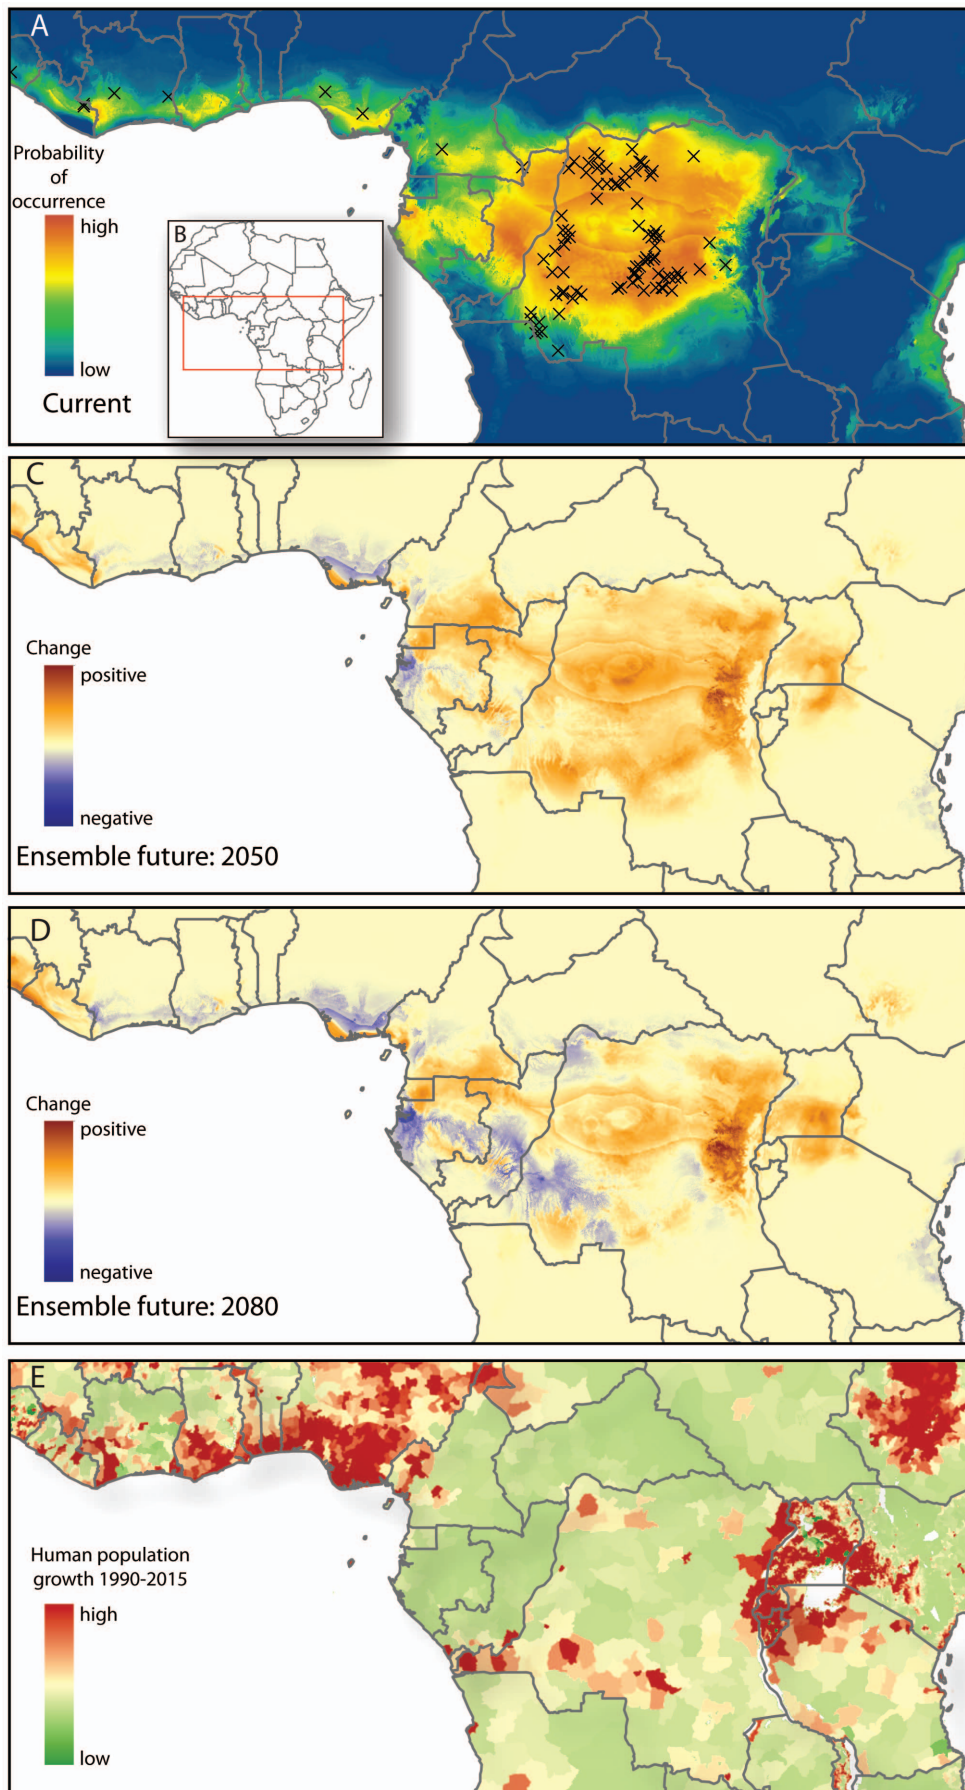 A
Probability
of
occurrence
high
low
Current
B
C
Change
positive
negative
Ensemble future: 2050
D
Change
positive
negative
Ensemble future: 2080
E
Human population
growth 1990-2015
high
low